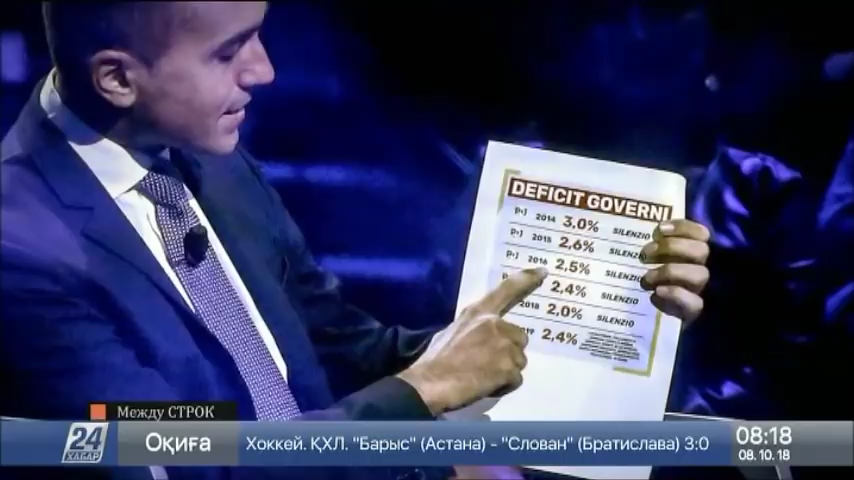 DEFICIT GOVERNI
2014 3,0% SILENZIO
2015 2,6% SILENZIO
2016 2,5% SILENZIO
2,4% SILENZIO
2018 2,0% SILENZIO
2,4%
Между СТРОК
24
ХАБАР
Оқиға
Хоккей. ҚХЛ. "Барыс" (Астана) - "Слован" (Братислава) 3:0
08:18
08.10.18